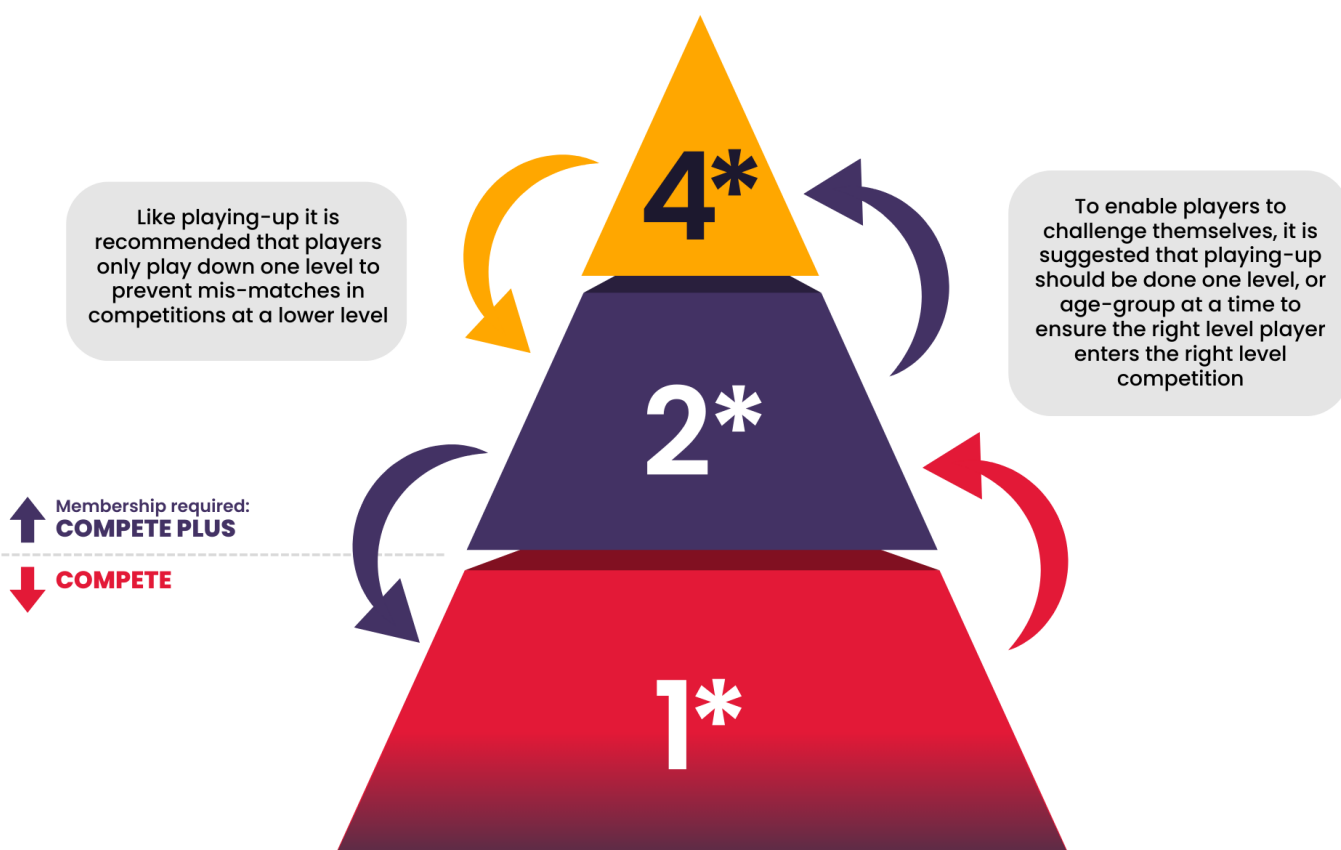 4*
Like playing-up it is
recommended that players
only play down one level to
prevent mis-matches in
competitions at a lower level
To enable players to
challenge themselves, it is
suggested that playing-up
should be done one level, or
age-group at a time to
ensure the right level player
enters the right level
competition
2*
Membership required:
COMPETE PLUS
COMPETE
1*